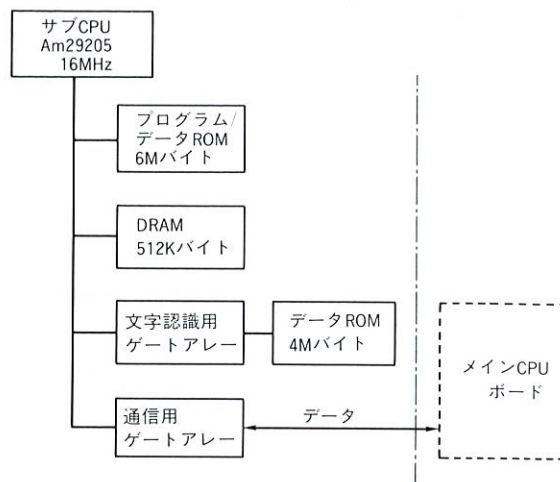 サブCPU
Am29205
16MHz
プログラム/
データROM
6Mバイト
DRAM
512Kバイト
文字認識用
ゲートアレー
データROM
4Mバイト
通信用
ゲートアレー
データ
メインCPU
ボード